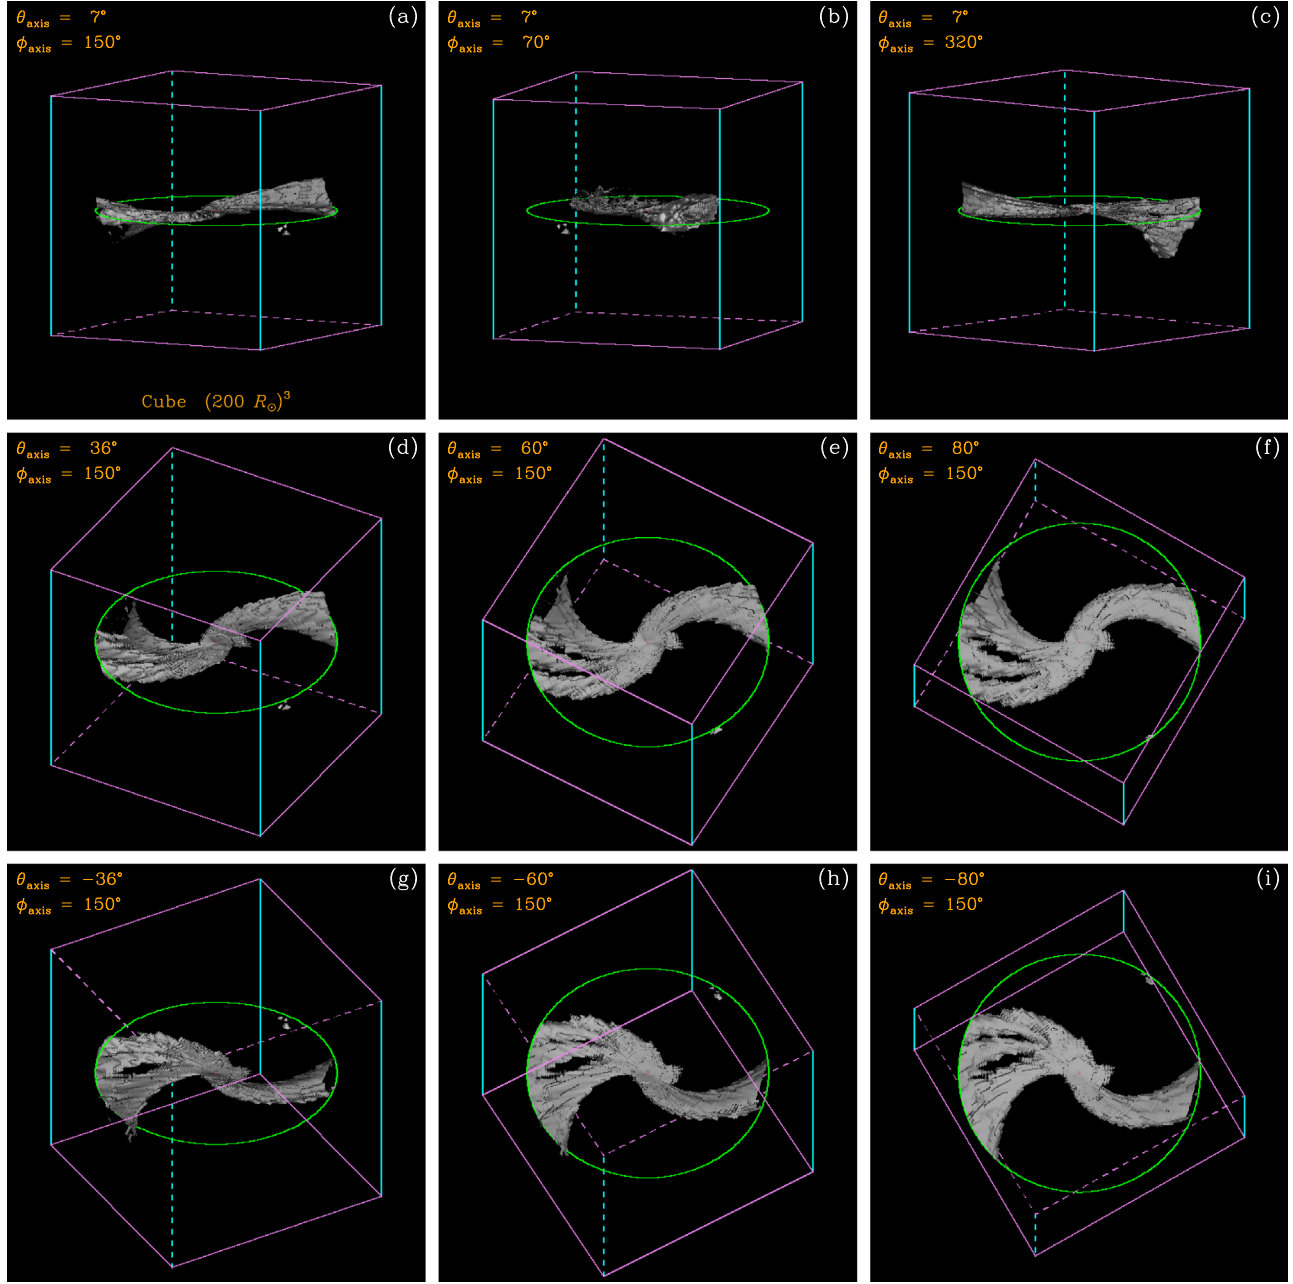 θaxis = 7° (a)
ϕaxis = 150°
Cube (200 R⊙)³
θaxis = 7° (b)
ϕaxis = 70°
θaxis = 7° (c)
ϕaxis = 320°
θaxis = 36° (d)
ϕaxis = 150°
θaxis = 60° (e)
ϕaxis = 150°
θaxis = 80° (f)
ϕaxis = 150°
θaxis = −36° (g)
ϕaxis = 150°
θaxis = −60° (h)
ϕaxis = 150°
θaxis = −80° (i)
ϕaxis = 150°